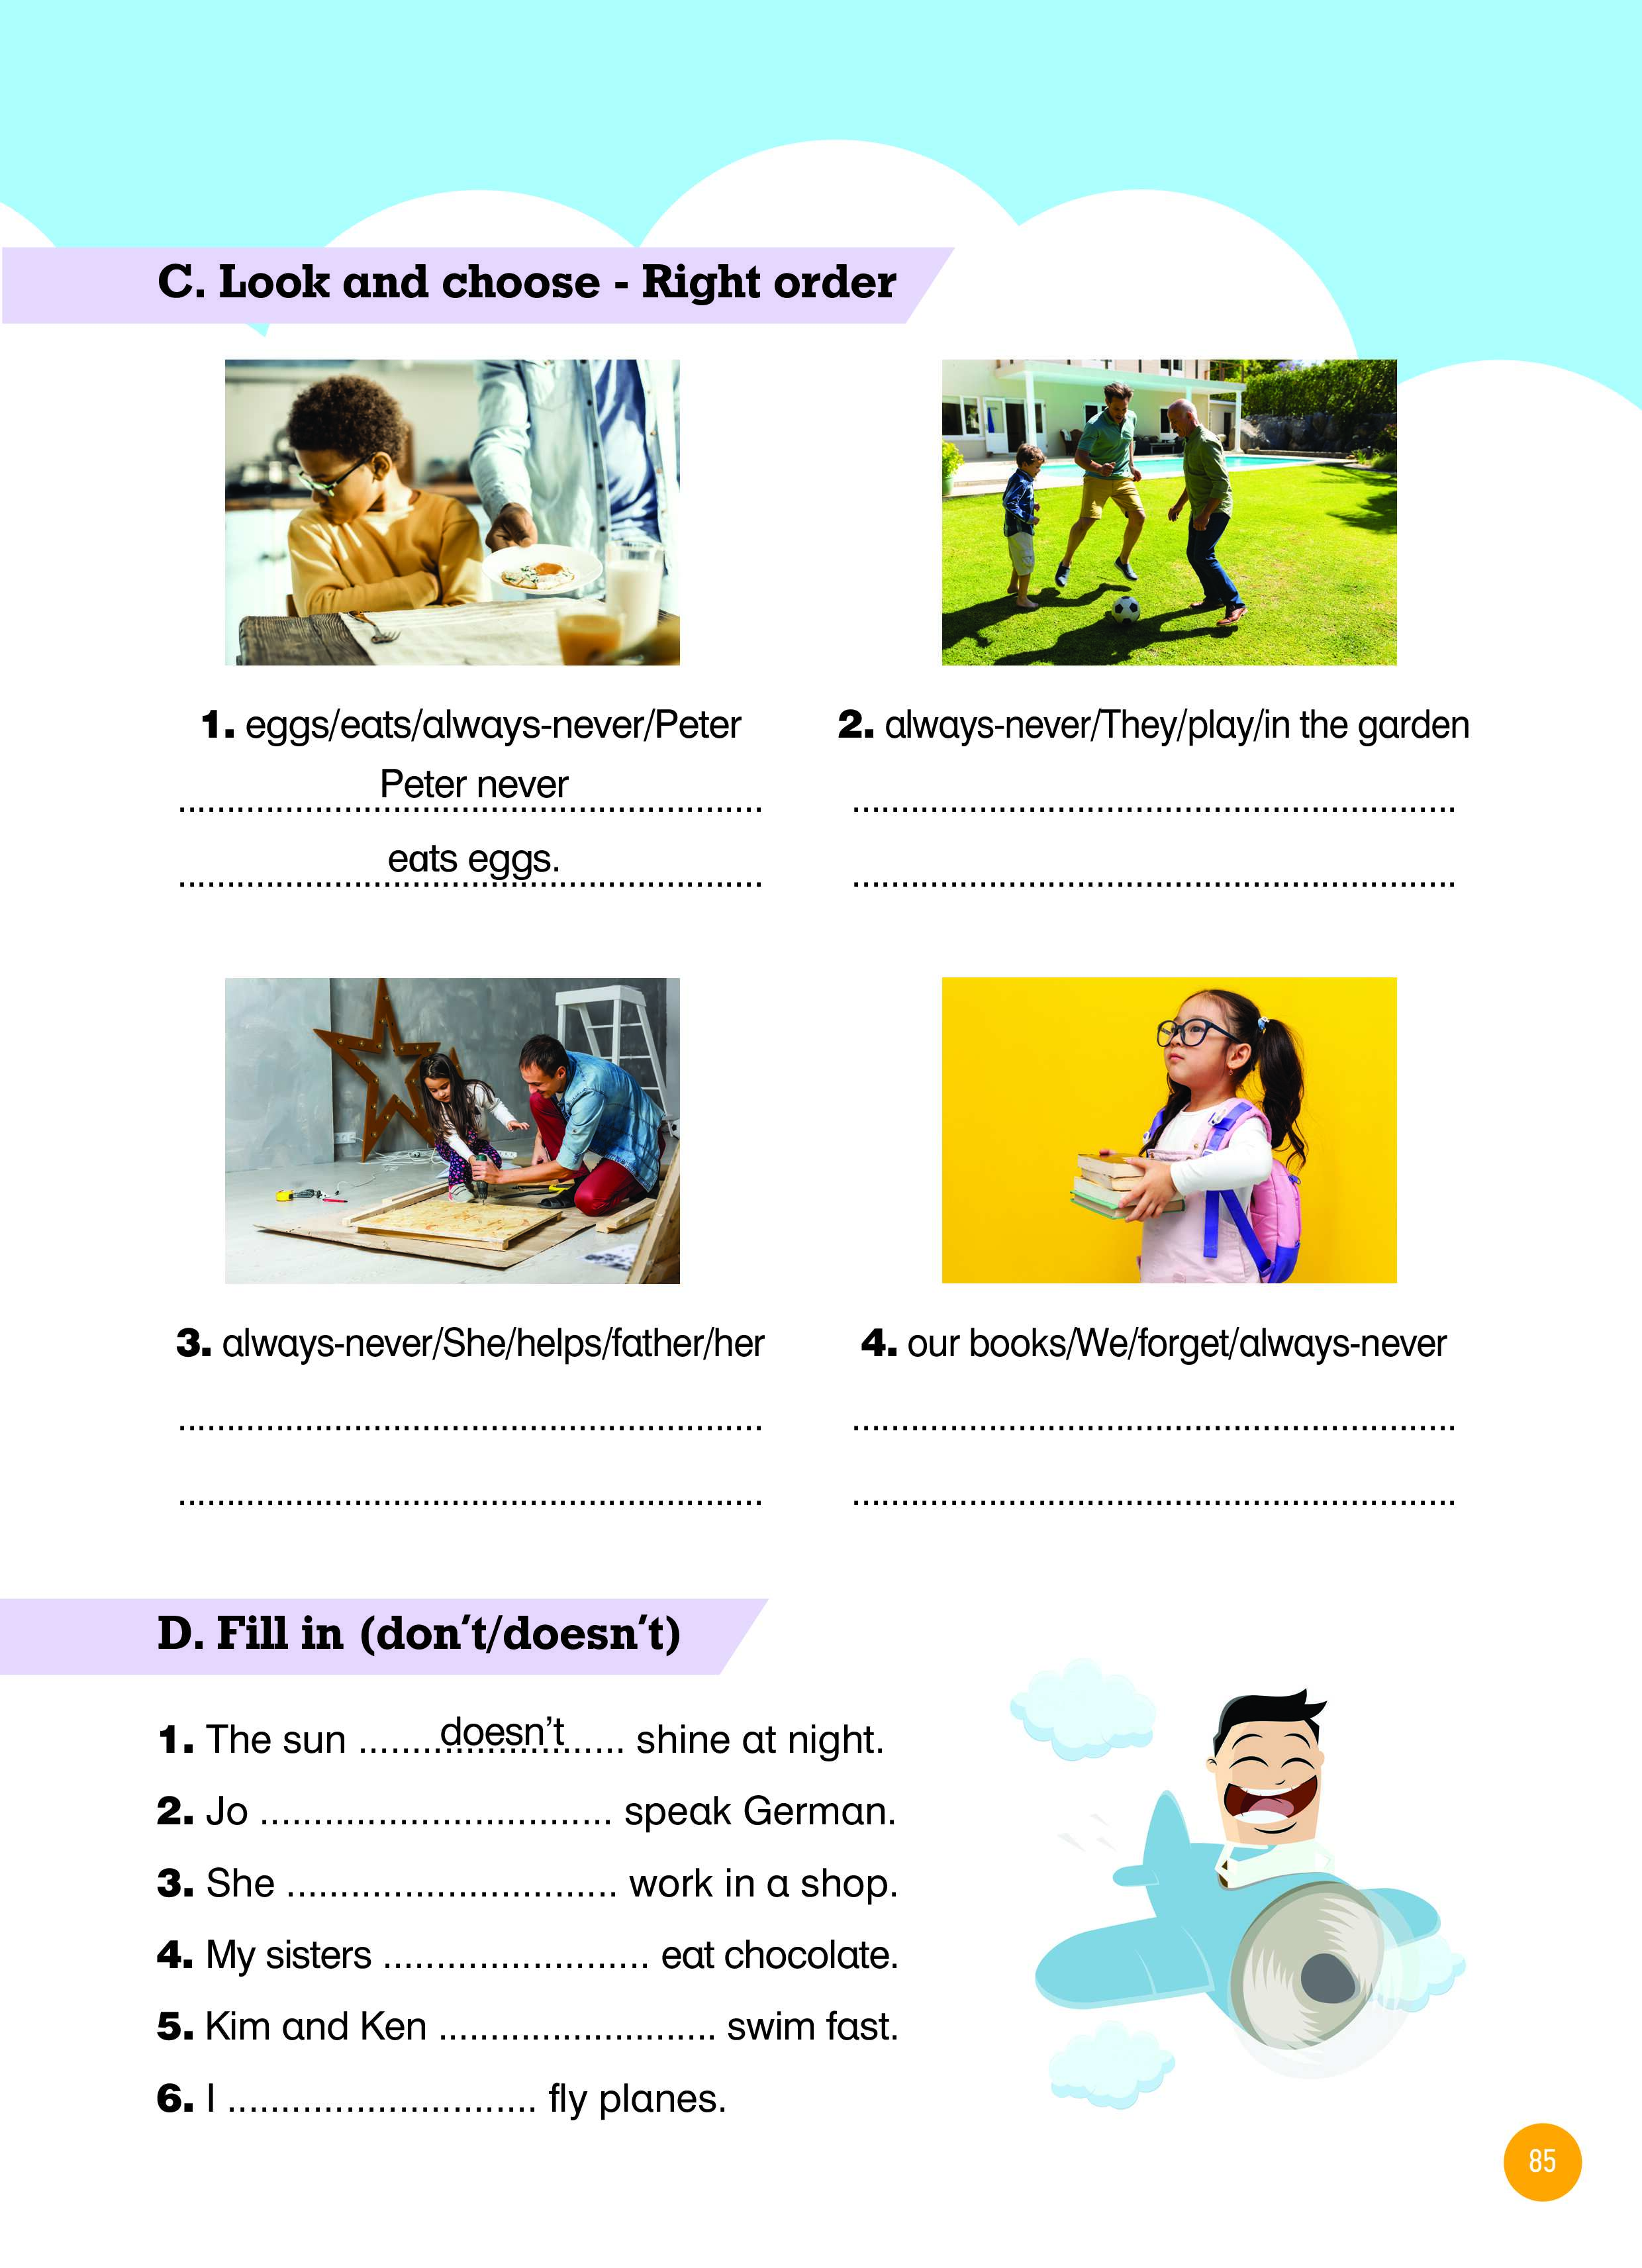 C. Look and choose - Right order
1. eggs/eats/always-never/Peter
Peter never
eats eggs.
2. always-never/They/play/in the garden
3. always-never/She/helps/father/her
4. our books/We/forget/always-never
D. Fill in (don't/doesn't)
1. The sun .......doesn't...... shine at night.
2. Jo ................................. speak German.
3. She ............................... work in a shop.
4. My sisters ......................... eat chocolate.
5. Kim and Ken .......................... swim fast.
6. I ............................. fly planes.
85